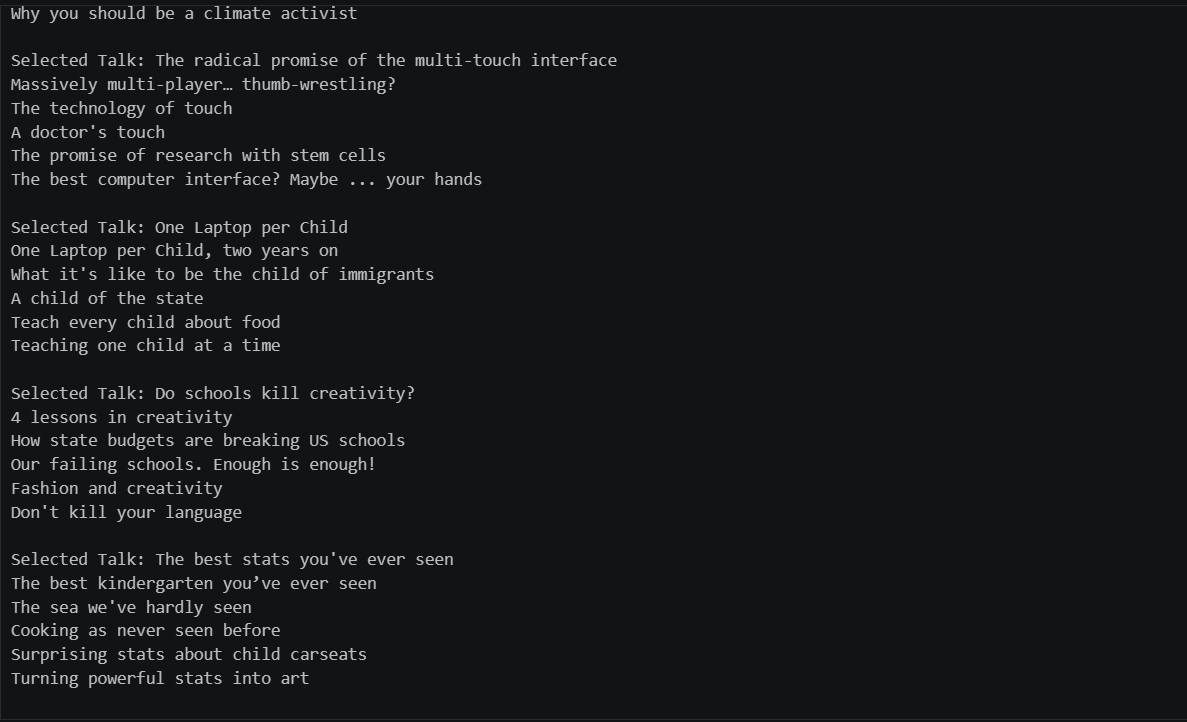 Why you should be a climate activist
Selected Talk: The radical promise of the multi-touch interface
Massively multi-player… thumb-wrestling?
The technology of touch
A doctor's touch
The promise of research with stem cells
The best computer interface? Maybe ... your hands
Selected Talk: One Laptop per Child
One Laptop per Child, two years on
What it's like to be the child of immigrants
A child of the state
Teach every child about food
Teaching one child at a time
Selected Talk: Do schools kill creativity?
4 lessons in creativity
How state budgets are breaking US schools
Our failing schools. Enough is enough!
Fashion and creativity
Don't kill your language
Selected Talk: The best stats you've ever seen
The best kindergarten you’ve ever seen
The sea we've hardly seen
Cooking as never seen before
Surprising stats about child carseats
Turning powerful stats into art